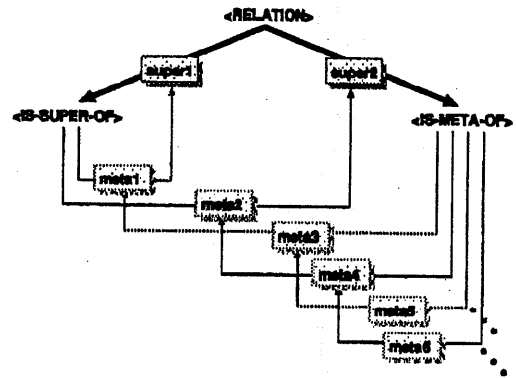 <RELATION>
super1
super2
<IS-SUPER-OF>
<IS-META-OF>
meta1
meta2
meta3
meta4
meta5
meta6